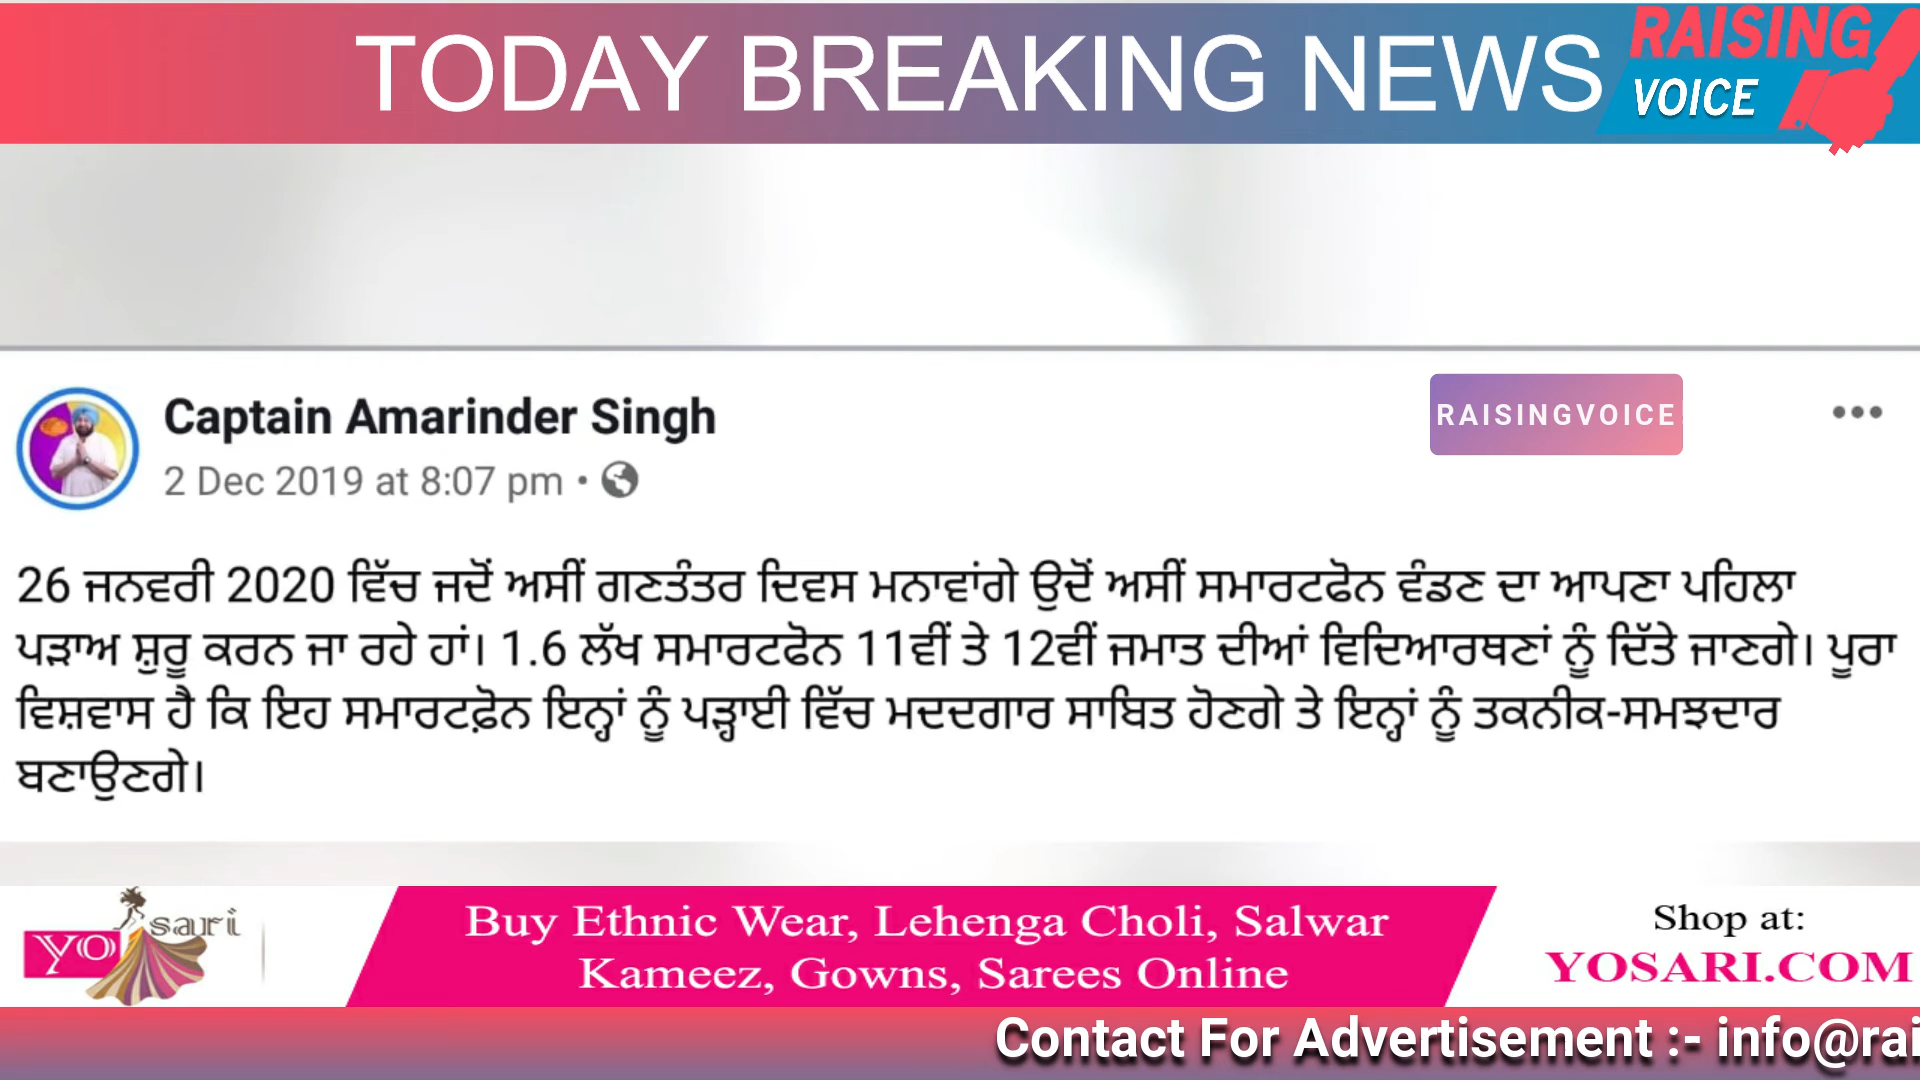 TODAY BREAKING NEWS
RAISING
VOICE
Captain Amarinder Singh
RAISINGVOICE
2 Dec 2019 at 8:07 pm •
26 ਜਨਵਰੀ 2020 ਵਿੱਚ ਜਦੋਂ ਅਸੀਂ ਗਣਤੰਤਰ ਦਿਵਸ ਮਨਾਵਾਂਗੇ ਉਦੋਂ ਅਸੀਂ ਸਮਾਰਟਫੋਨ ਵੰਡਣ ਦਾ ਆਪਣਾ ਪਹਿਲਾ
ਪੜਾਅ ਸ਼ੁਰੂ ਕਰਨ ਜਾ ਰਹੇ ਹਾਂ। 1.6 ਲੱਖ ਸਮਾਰਟਫੋਨ 11ਵੀਂ ਤੇ 12ਵੀਂ ਜਮਾਤ ਦੀਆਂ ਵਿਦਿਆਰਥਣਾਂ ਨੂੰ ਦਿੱਤੇ ਜਾਣਗੇ। ਪੂਰਾ
ਵਿਸ਼ਵਾਸ ਹੈ ਕਿ ਇਹ ਸਮਾਰਟਫ਼ੋਨ ਇਨ੍ਹਾਂ ਨੂੰ ਪੜ੍ਹਾਈ ਵਿੱਚ ਮਦਦਗਾਰ ਸਾਬਿਤ ਹੋਣਗੇ ਤੇ ਇਨ੍ਹਾਂ ਨੂੰ ਤਕਨੀਕ-ਸਮਝਦਾਰ
ਬਣਾਉਣਗੇ।
yo sari
Buy Ethnic Wear, Lehenga Choli, Salwar
Kameez, Gowns, Sarees Online
Shop at:
YOSARI.COM
Contact For Advertisement :- info@rai